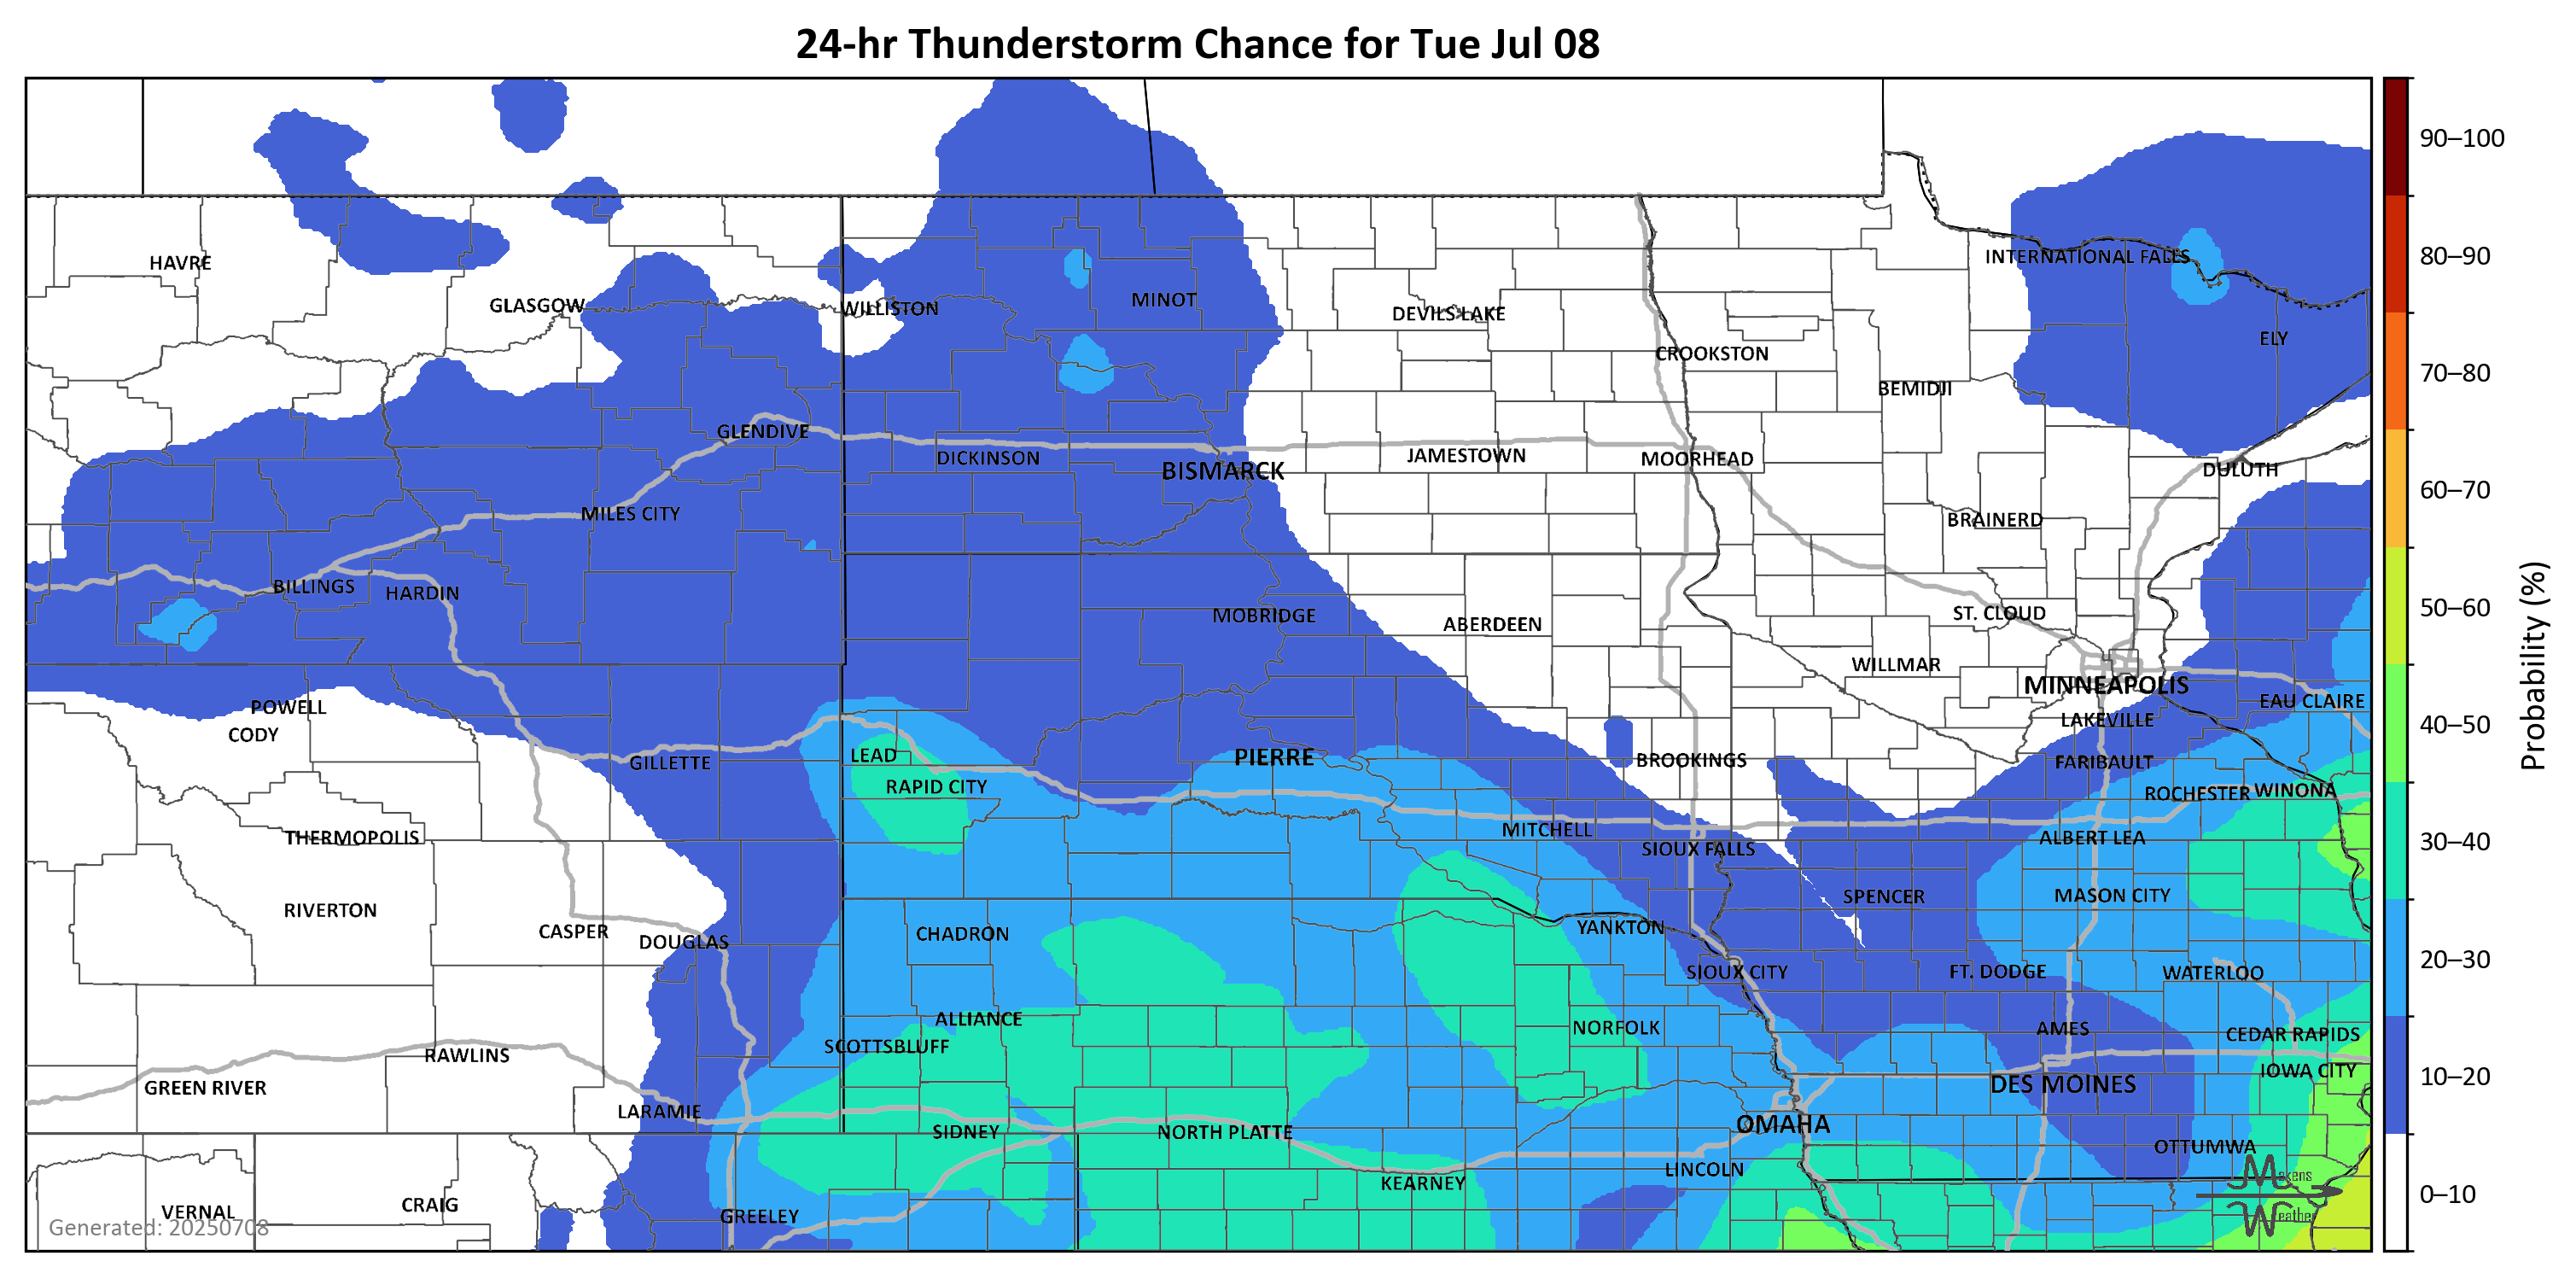 24-hr Thunderstorm Chance for Tue Jul 08
90–100
80–90
70–80
60–70
50–60
40–50
30–40
20–30
10–20
0–10
Probability (%)
HAVRE
GLASGOW
WILLISTON
MINOT
DEVILS LAKE
INTERNATIONAL FALLS
ELY
CROOKSTON
BEMIDJI
GLENDIVE
DICKINSON
BISMARCK
JAMESTOWN
MOORHEAD
DULUTH
MILES CITY
BRAINERD
BILLINGS
HARDIN
MOBRIDGE
ABERDEEN
ST. CLOUD
WILLMAR
MINNEAPOLIS
POWELL
EAU CLAIRE
LAKEVILLE
CODY
LEAD
PIERRE
BROOKINGS
GILLETTE
FARIBAULT
RAPID CITY
ROCHESTER
WINONA
THERMOPOLIS
MITCHELL
ALBERT LEA
SIOUX FALLS
RIVERTON
SPENCER
MASON CITY
CASPER
DOUGLAS
CHADRON
YANKTON
SIOUX CITY
FT. DODGE
WATERLOO
ALLIANCE
NORFOLK
AMES
CEDAR RAPIDS
SCOTTSBLUFF
RAWLINS
GREEN RIVER
IOWA CITY
DES MOINES
LARAMIE
SIDNEY
NORTH PLATTE
OMAHA
OTTUMWA
LINCOLN
KEARNEY
VERNAL
CRAIG
GREELEY
Makens
Weather
Generated: 20250708